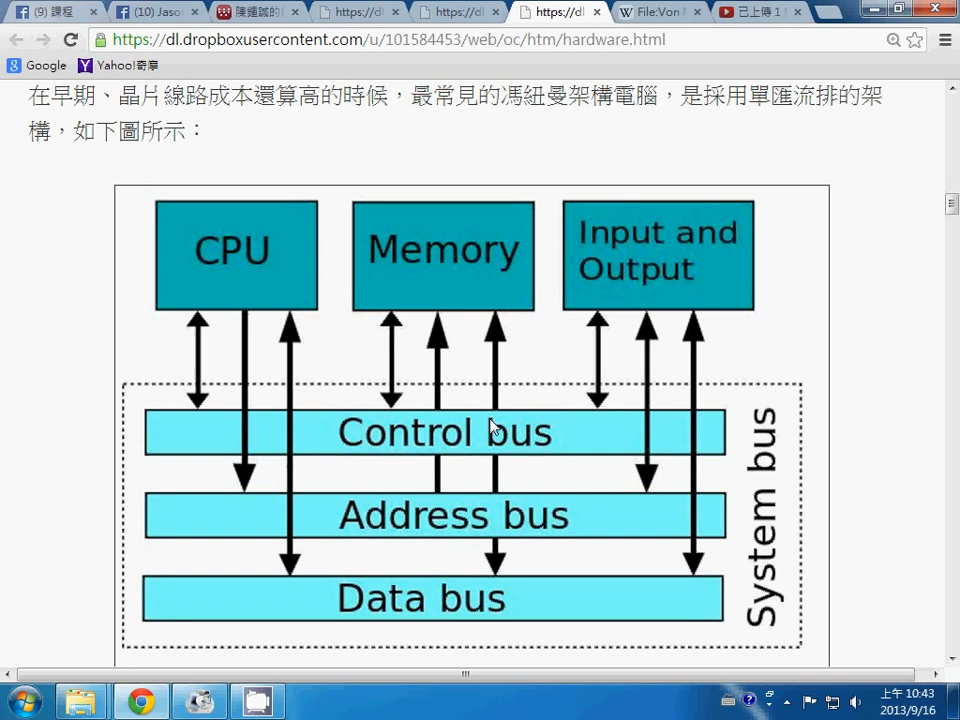 (9) 課程
(10) Jaso
陳鍾誠的
https://dl
https://dl
https://dl
File:Von
已上傳 1
https://dl.dropboxusercontent.com/u/101584453/web/oc/htm/hardware.html
Google
Yahoo!奇摩
在早期、晶片線路成本還算高的時候，最常見的馮紐曼架構電腦，是採用單匯流排的架
構，如下圖所示：
CPU
Memory
Input and
Output
Control bus
Address bus
Data bus
System bus
上午 10:43
2013/9/16